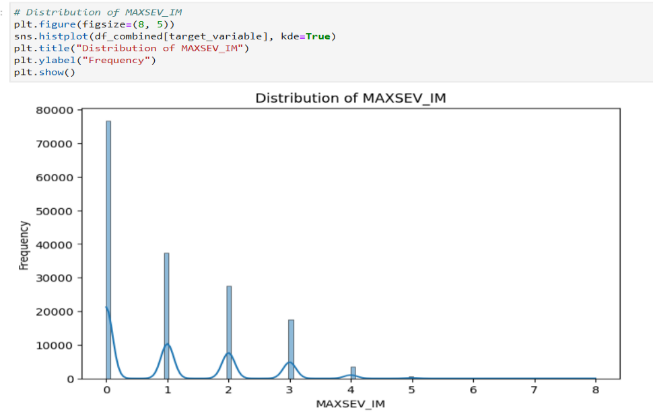 # Distribution of MAXSEV_IM
plt.figure(figsize=(8, 5))
sns.histplot(df_combined[target_variable], kde=True)
plt.title("Distribution of MAXSEV_IM")
plt.ylabel("Frequency")
plt.show()
Distribution of MAXSEV_IM
80000
70000
60000
50000
40000
30000
20000
10000
0
Frequency
0 1 2 3 4 5 6 7 8
MAXSEV_IM